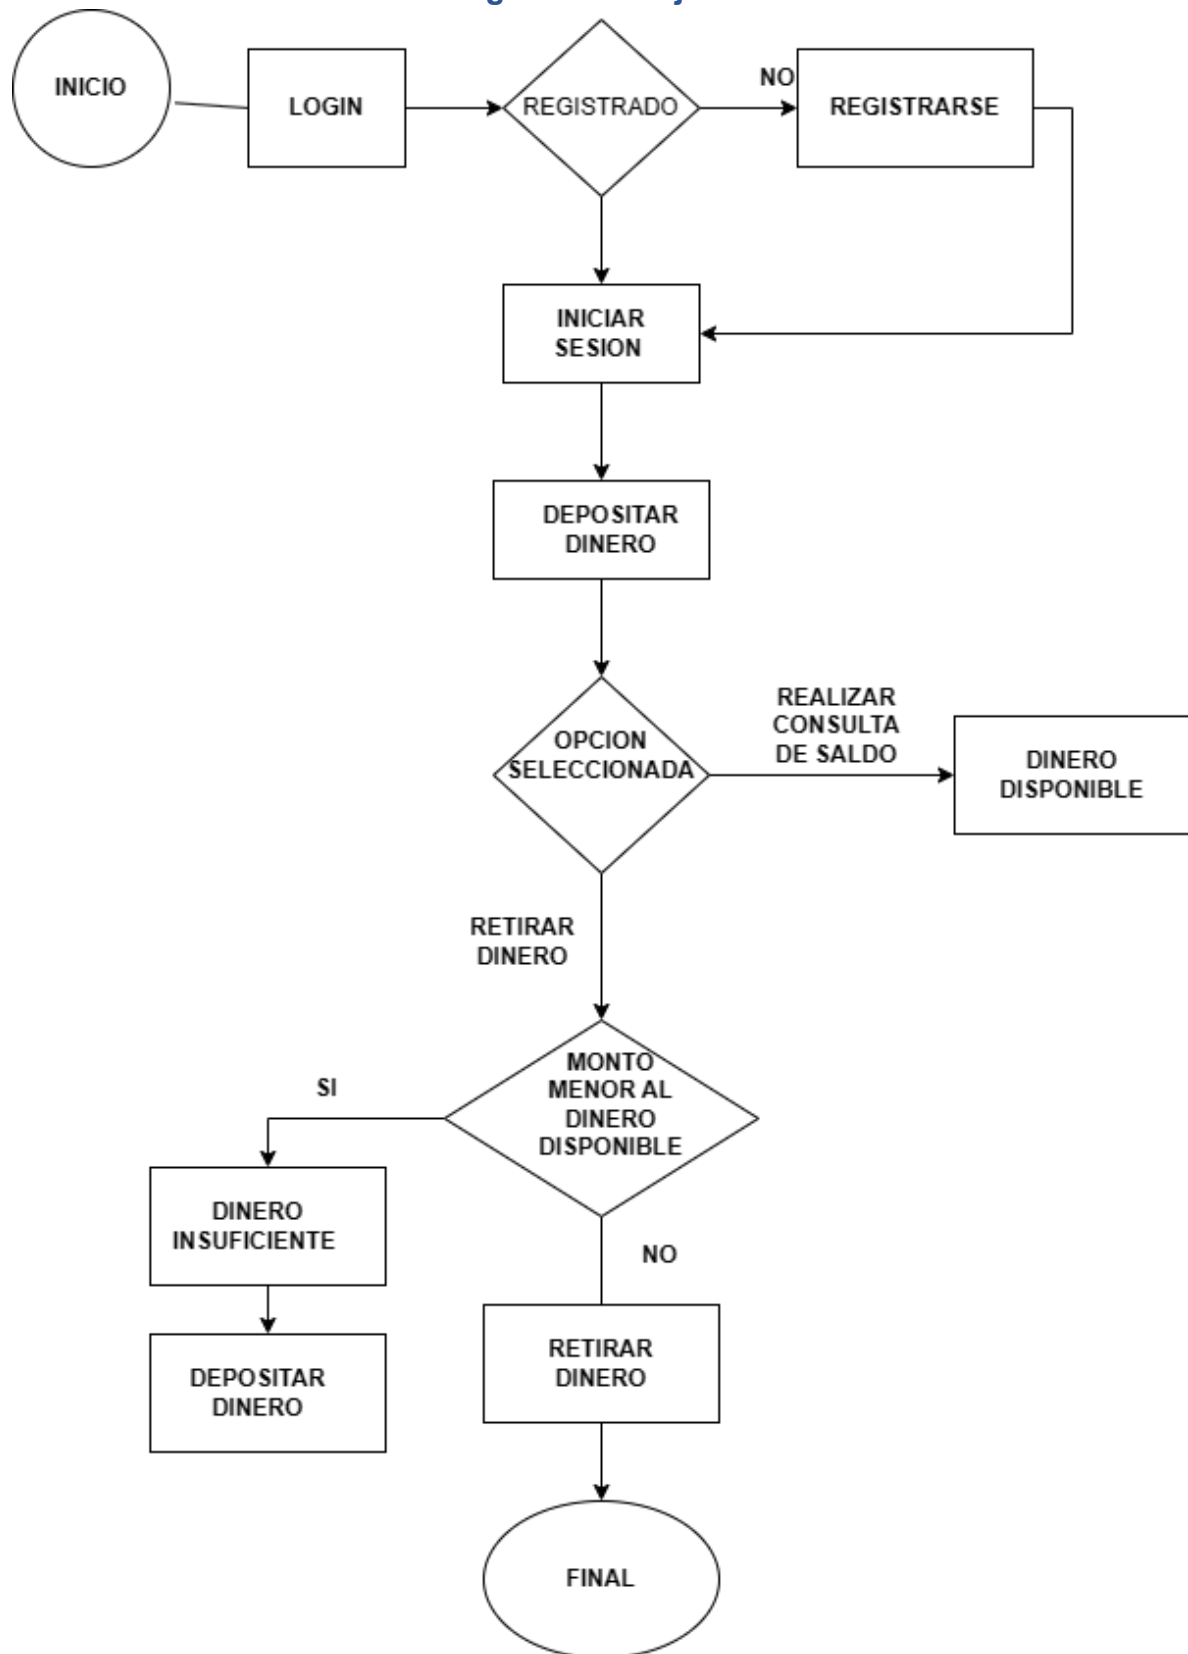 INICIO
LOGIN
REGISTRADO
NO
REGISTRARSE
INICIAR
SESION
DEPOSITAR
DINERO
OPCION
SELECCIONADA
REALIZAR
CONSULTA
DE SALDO
DINERO
DISPONIBLE
RETIRAR
DINERO
MONTO
MENOR AL
DINERO
DISPONIBLE
SI
DINERO
INSUFICIENTE
DEPOSITAR
DINERO
NO
RETIRAR
DINERO
FINAL